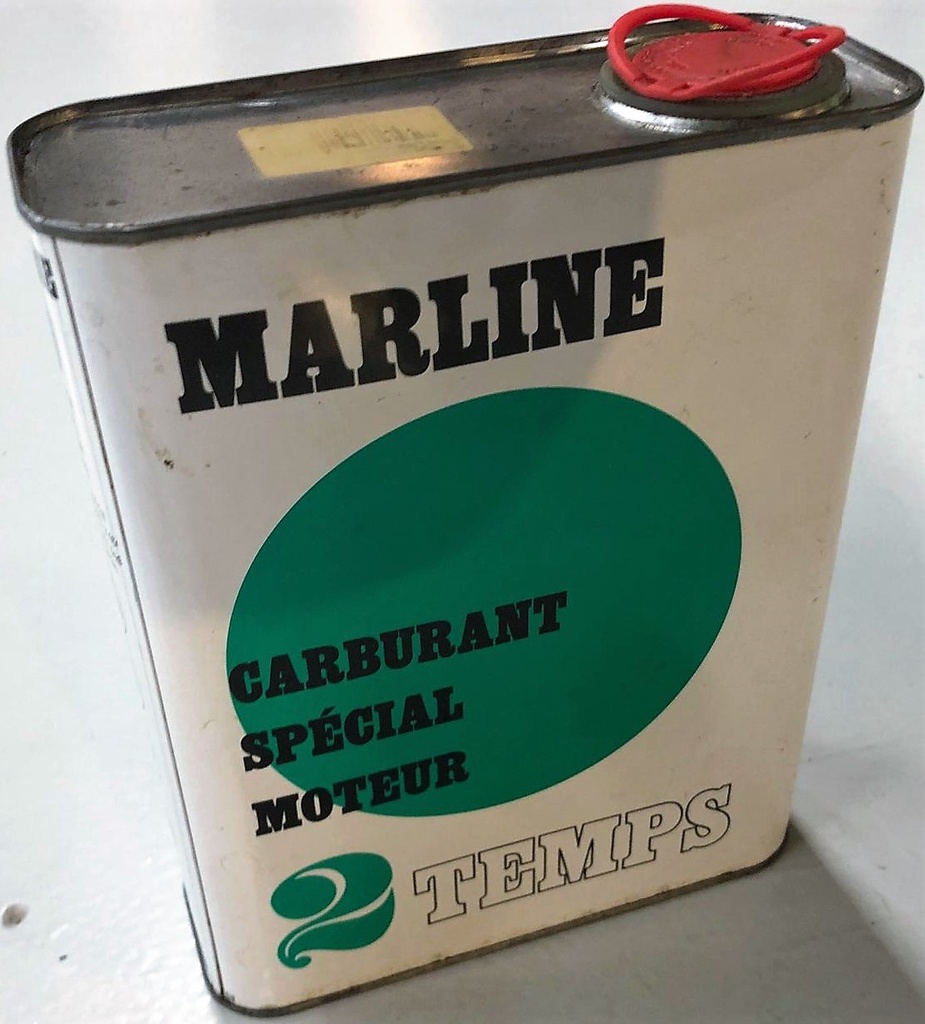 MARLINE
CARBURANT
SPÉCIAL
MOTEUR
2 TEMPS